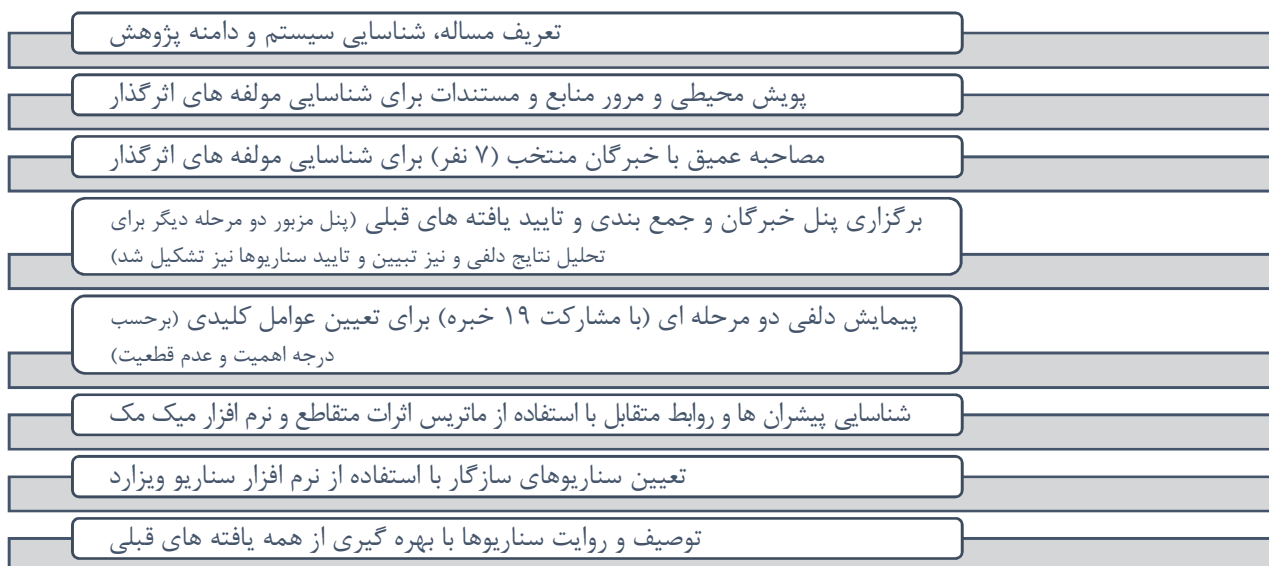 تعریف مساله، شناسایی سیستم و دامنه پژوهش
پویش محیطی و مرور منابع و مستندات برای شناسایی مولفه های اثرگذار
مصاحبه عمیق با خبرگان منتخب (۷ نفر) برای شناسایی مولفه های اثرگذار
برگزاری پنل خبرگان و جمع بندی و تایید یافته های قبلی (پنل مزبور دو مرحله دیگر برای
تحلیل نتایج دلفی و نیز تبیین و تایید سناریوها نیز تشکیل شد)
پیمایش دلفی دو مرحله ای (با مشارکت ۱۹ خبره) برای تعیین عوامل کلیدی (برحسب
درجه اهمیت و عدم قطعیت)
شناسایی پیشران ها و روابط متقابل با استفاده از ماتریس اثرات متقاطع و نرم افزار میک مک
تعیین سناریوهای سازگار با استفاده از نرم افزار سناریو ویزارد
توصیف و روایت سناریوها با بهره گیری از همه یافته های قبلی